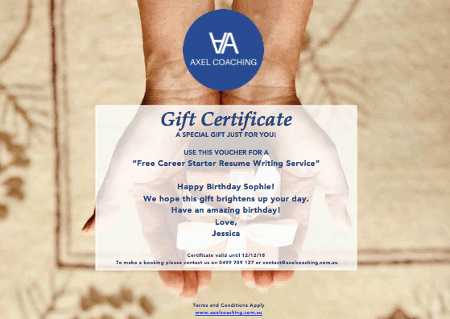 AXEL COACHING
Gift Certificate
A SPECIAL GIFT JUST FOR YOU!
USE THIS VOUCHER FOR A
“Free Career Starter Resume Writing Service”
Happy Birthday Sophie!
We hope this gift brightens up your day.
Have an amazing birthday!
Love,
Jessica
Certificate valid until 12/12/18
To make a booking please contact us on 0499 709 127 or contact@axelcoaching.com.au
Terms and Conditions Apply
www.axelcoaching.com.au